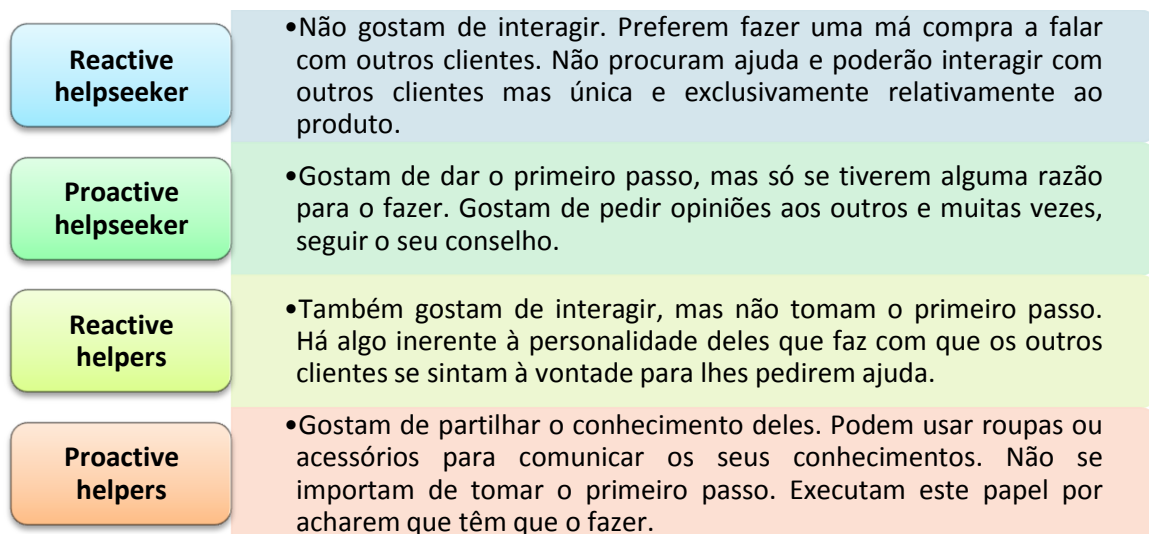 Reactive
helpseeker
•Não gostam de interagir. Preferem fazer uma má compra a falar
com outros clientes. Não procuram ajuda e poderão interagir com
outros clientes mas única e exclusivamente relativamente ao
produto.
Proactive
helpseeker
•Gostam de dar o primeiro passo, mas só se tiverem alguma razão
para o fazer. Gostam de pedir opiniões aos outros e muitas vezes,
seguir o seu conselho.
Reactive
helpers
•Também gostam de interagir, mas não tomam o primeiro passo.
Há algo inerente à personalidade deles que faz com que os outros
clientes se sintam à vontade para lhes pedirem ajuda.
Proactive
helpers
•Gostam de partilhar o conhecimento deles. Podem usar roupas ou
acessórios para comunicar os seus conhecimentos. Não se
importam de tomar o primeiro passo. Executam este papel por
acharem que têm que o fazer.